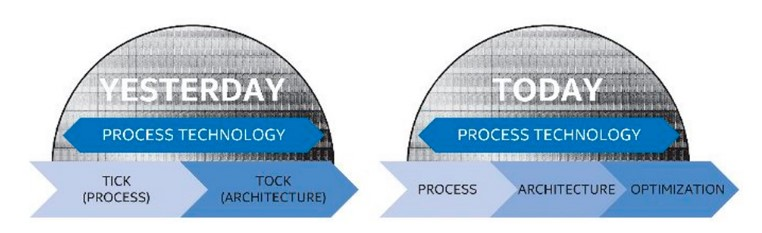 YESTERDAY
PROCESS TECHNOLOGY
TICK
(PROCESS)
TOCK
(ARCHITECTURE)
TODAY
PROCESS TECHNOLOGY
PROCESS
ARCHITECTURE
OPTIMIZATION